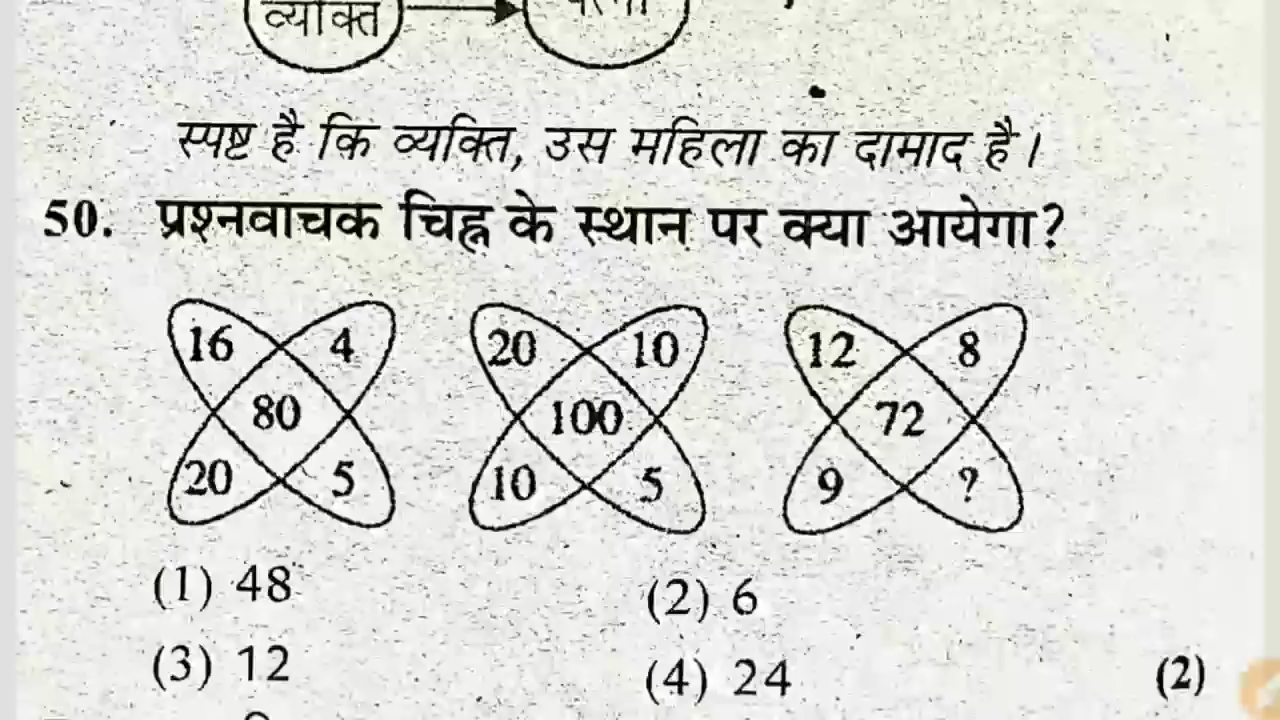 व्यक्ति
स्पष्ट है कि व्यक्ति, उस महिला का दामाद है।
50. प्रश्नवाचक चिह्न के स्थान पर क्या आयेगा?
16 4 20 10 12 8
80 100 72
20 5 10 5 9 ?
(1) 48 (2) 6
(3) 12 (4) 24 (2)